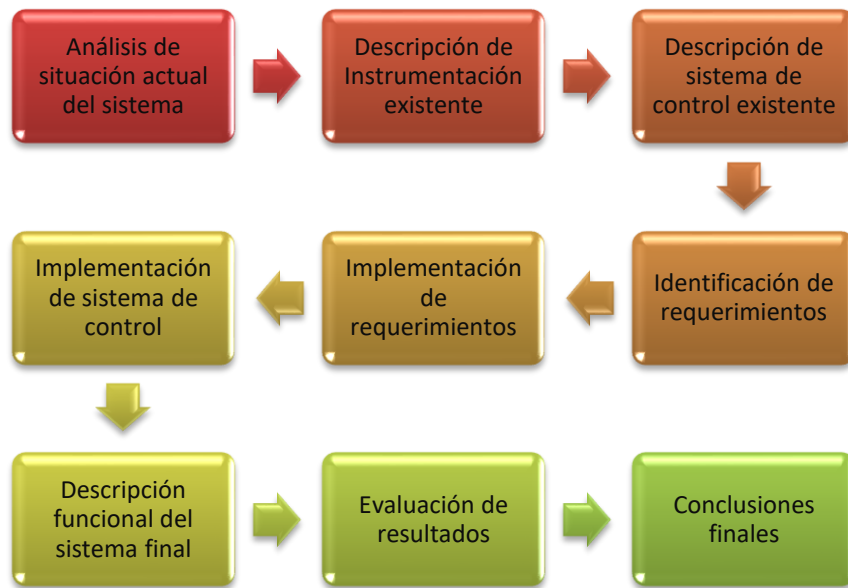 Análisis de
situación actual
del sistema
Descripción de
Instrumentación
existente
Descripción de
sistema de
control existente
Identificación de
requerimientos
Implementación
de
requerimientos
Implementación
de sistema de
control
Descripción
funcional del
sistema final
Evaluación de
resultados
Conclusiones
finales